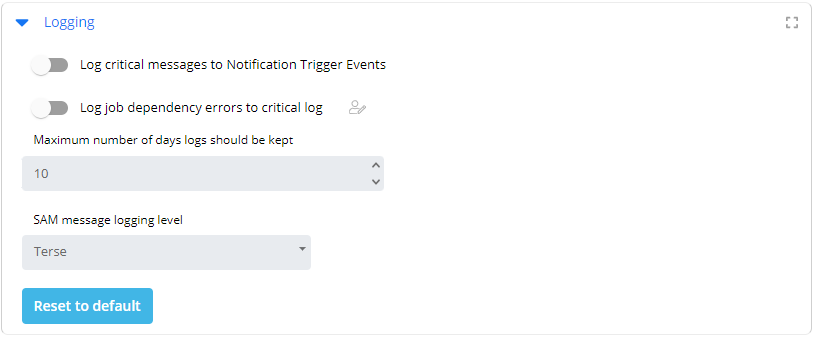 Logging
Log critical messages to Notification Trigger Events
Log job dependency errors to critical log
Maximum number of days logs should be kept
10
SAM message logging level
Terse
Reset to default